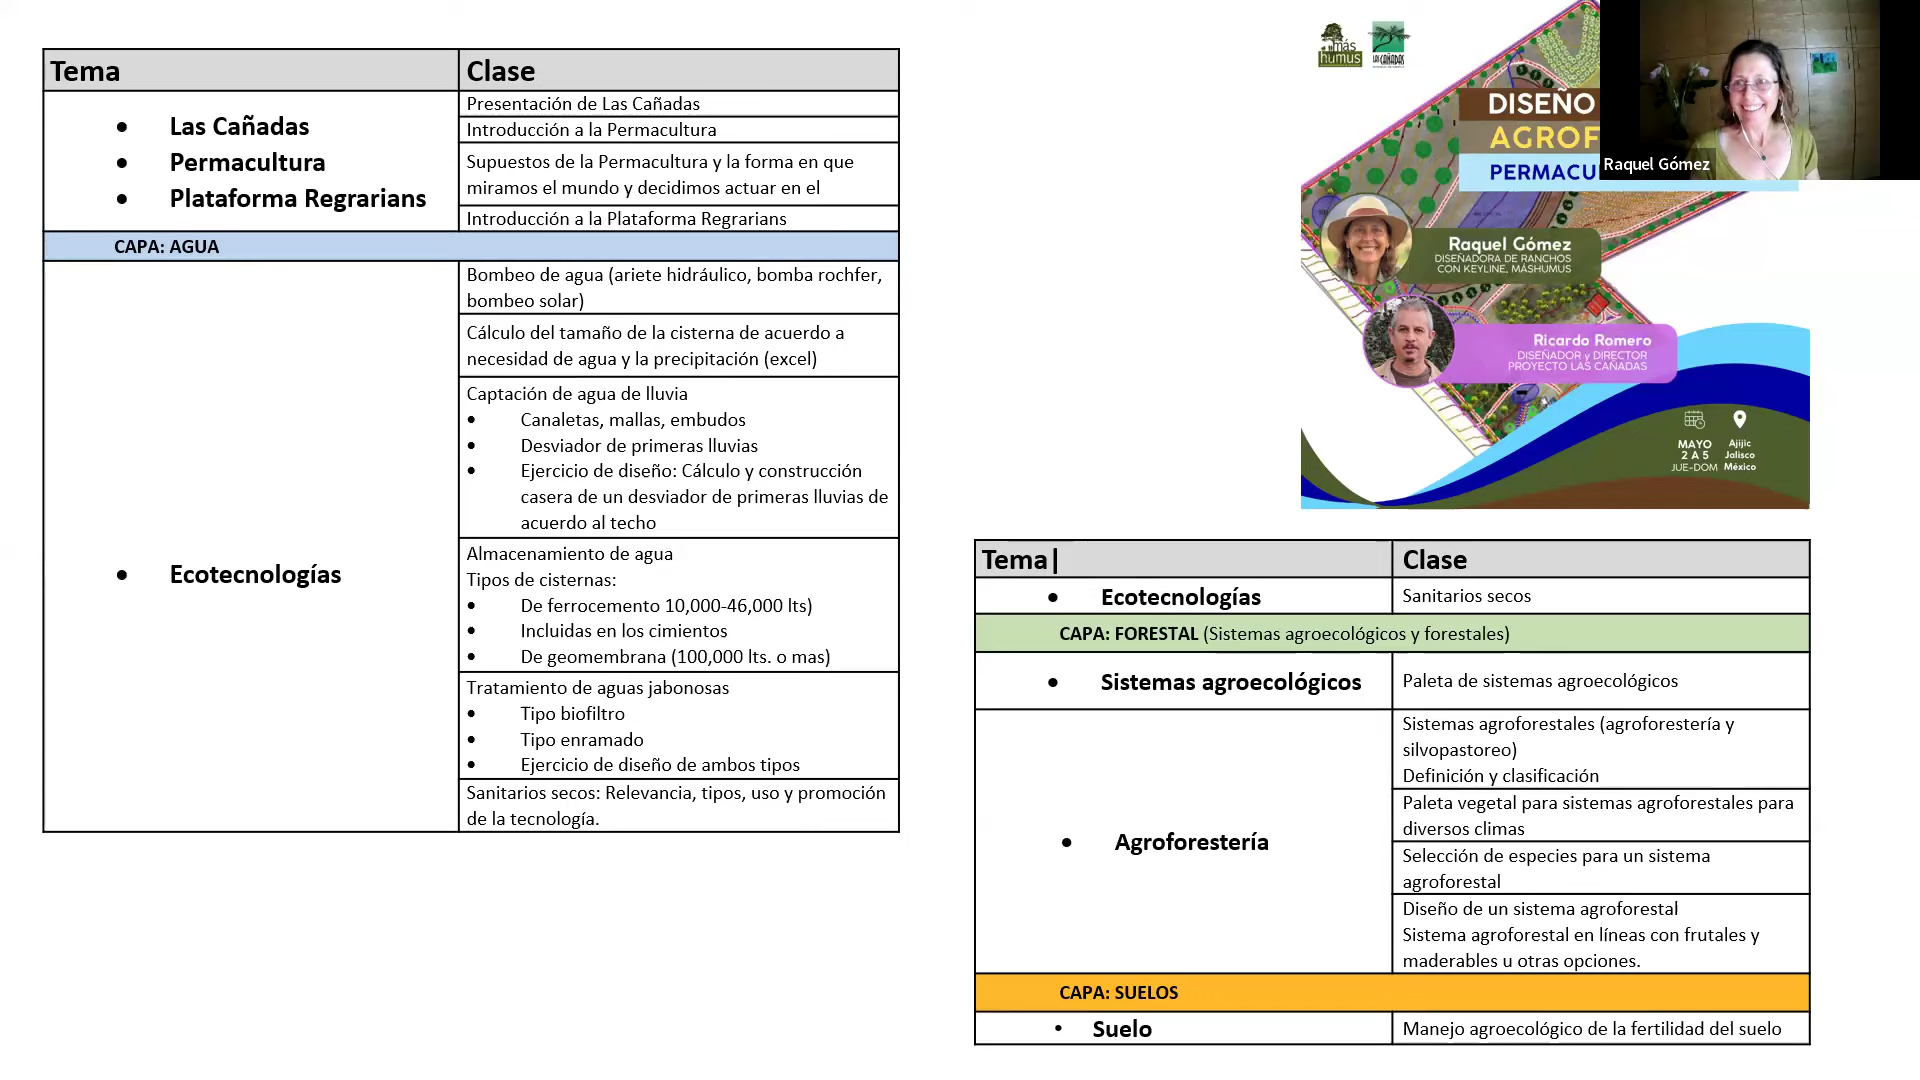 Tema
Clase
Las Cañadas
Permacultura
Plataforma Regrarians
Presentación de Las Cañadas
Introducción a la Permacultura
Supuestos de la Permacultura y la forma en que
miramos el mundo y decidimos actuar en el
Introducción a la Plataforma Regrarians
CAPA: AGUA
Ecotecnologías
Bombeo de agua (ariete hidráulico, bomba rochfer,
bombeo solar)
Cálculo del tamaño de la cisterna de acuerdo a
necesidad de agua y la precipitación (excel)
Captación de agua de lluvia
Canaletas, mallas, embudos
Desviador de primeras lluvias
Ejercicio de diseño: Cálculo y construcción
casera de un desviador de primeras lluvias de
acuerdo al techo
Almacenamiento de agua
Tipos de cisternas:
De ferrocemento 10,000-46,000 lts)
Incluidas en los cimientos
De geomembrana (100,000 lts. o mas)
Tratamiento de aguas jabonosas
Tipo biofiltro
Tipo enramado
Ejercicio de diseño de ambos tipos
Sanitarios secos: Relevancia, tipos, uso y promoción
de la tecnología.
más
humus
LAS CAÑADAS
DISEÑO
AGROF
PERMACU
Raquel Gómez
Raquel Gómez
DISEÑADORA DE RANCHOS
CON KEYLINE, MÁSHUMUS
Ricardo Romero
DISEÑADOR y DIRECTOR
PROYECTO LAS CAÑADAS
MAYO
2 A 5
JUE-DOM
Ajijic
Jalisco
México
Tema
Clase
Ecotecnologías
Sanitarios secos
CAPA: FORESTAL (Sistemas agroecológicos y forestales)
Sistemas agroecológicos
Paleta de sistemas agroecológicos
Agroforestería
Sistemas agroforestales (agroforestería y
silvopastoreo)
Definición y clasificación
Paleta vegetal para sistemas agroforestales para
diversos climas
Selección de especies para un sistema
agroforestal
Diseño de un sistema agroforestal
Sistema agroforestal en líneas con frutales y
maderables u otras opciones.
CAPA: SUELOS
Suelo
Manejo agroecológico de la fertilidad del suelo